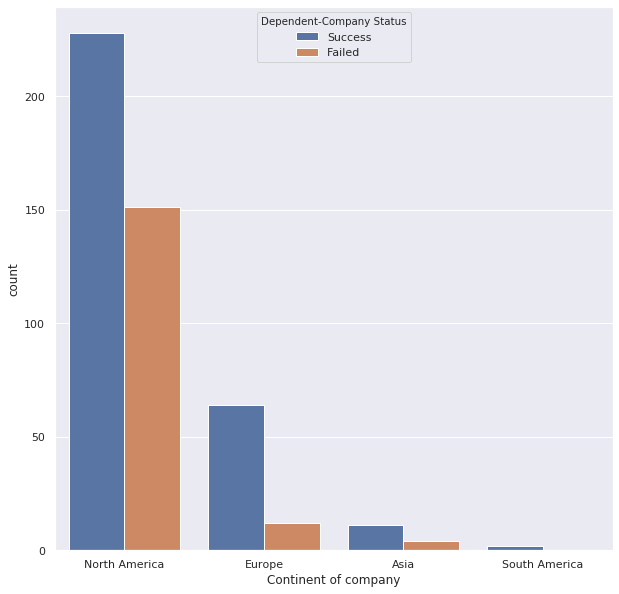 Dependent-Company Status
Success
Failed
200
150
100
50
0
count
North America
Europe
Asia
South America
Continent of company